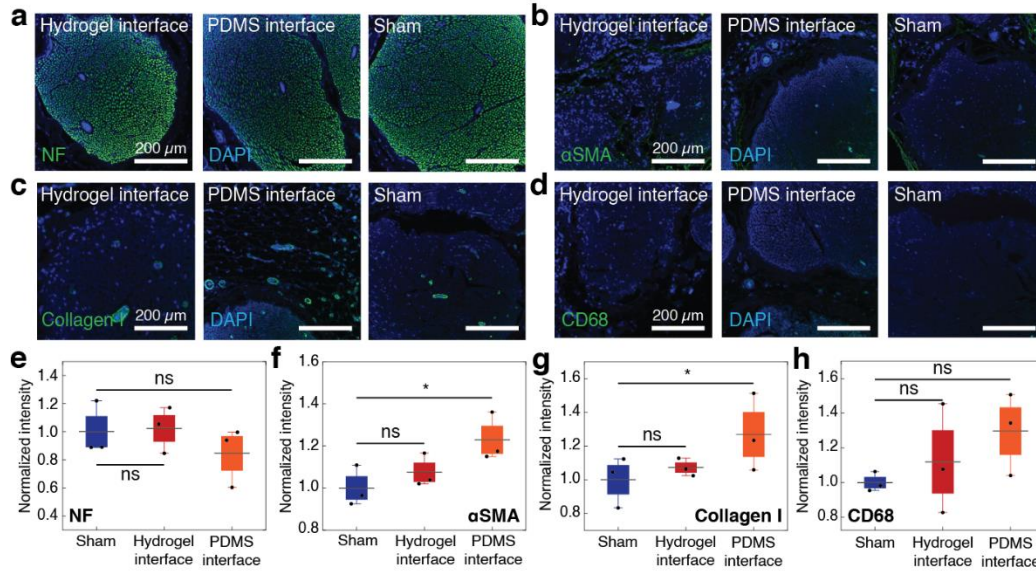 a
Hydrogel interface
PDMS interface
Sham
NF
200 µm
DAPI
b
Hydrogel interface
PDMS interface
Sham
αSMA
200 µm
DAPI
c
Hydrogel interface
PDMS interface
Sham
Collagen I
200 µm
DAPI
d
Hydrogel interface
PDMS interface
Sham
CD68
200 µm
DAPI
e
Normalized intensity
1.4
1.2
1.0
0.8
0.6
0.4
ns
ns
NF
Sham
Hydrogel
interface
PDMS
interface
f
Normalized intensity
1.6
1.4
1.2
1.0
0.8
*
ns
αSMA
Sham
Hydrogel
interface
PDMS
interface
g
Normalized intensity
1.6
1.4
1.2
1.0
0.8
*
ns
Collagen I
Sham
Hydrogel
interface
PDMS
interface
h
Normalized intensity
1.6
1.4
1.2
1.0
0.8
ns
ns
CD68
Sham
Hydrogel
interface
PDMS
interface